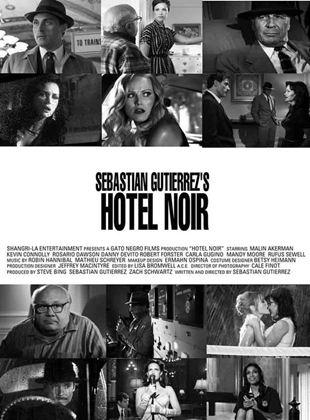 TO TRAINS
SEBASTIAN GUTIERREZ'S
HOTEL NOIR
SHANGRI-LA ENTERTAINMENT PRESENTS A GATO NEGRO FILMS PRODUCTION "HOTEL NOIR" STARRING MALIN AKERMAN
KEVIN CONNOLLY ROSARIO DAWSON DANNY DEVITO ROBERT FORSTER CARLA GUGINO MANDY MOORE RUFUS SEWELL
MUSIC BY ROBIN HANNIBAL MATHIEU SCHREYER MAKEUP DESIGN ERMAHN OSPINA COSTUME DESIGNER BETSY HEIMANN
PRODUCTION DESIGNER JEFFREY MACINTYRE EDITED BY LISA BROMWELL A.C.E. DIRECTOR OF PHOTOGRAPHY CALE FINOT
PRODUCED BY STEVE BING SEBASTIAN GUTIERREZ ZACH SCHWARTZ WRITTEN AND DIRECTED BY SEBASTIAN GUTIERREZ